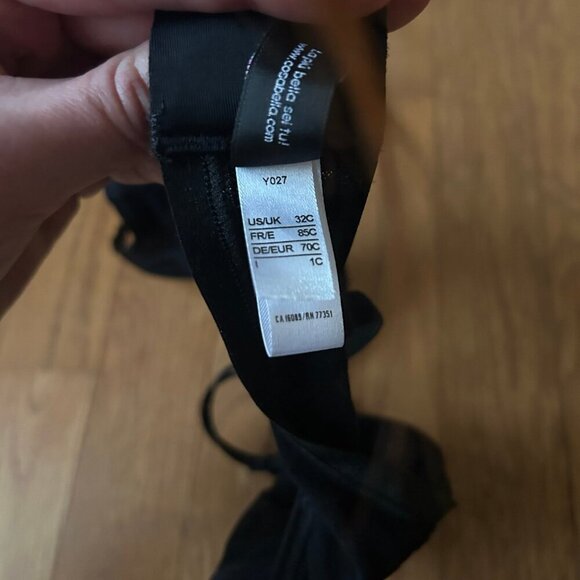 La più bella sei tu!
www.cosabella.com
Y027
US/UK 32C
FR/E 85C
DE/EUR 70C
I 1C
CA 16089/RN 77351